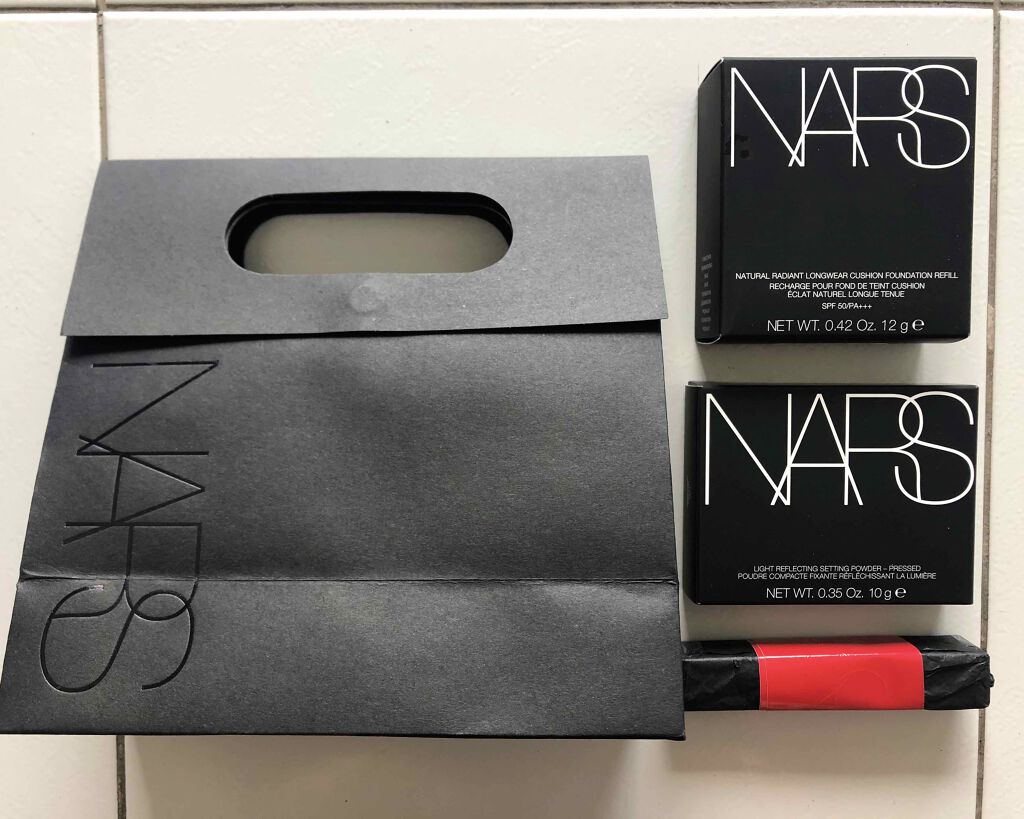 NARS
NARS
NATURAL RADIANT LONGWEAR CUSHION FOUNDATION REFILL
RECHARGE POUR FOND DE TEINT CUSHION
ÉCLAT NATUREL LONGUE TENUE
SPF 50/PA+++
NET WT. 0.42 Oz. 12 g ℮
NARS
LIGHT REFLECTING SETTING POWDER – PRESSED
POUDRE COMPACTE FIXANTE RÉFLÉCHISSANT LA LUMIÈRE
NET WT. 0.35 Oz. 10 g ℮